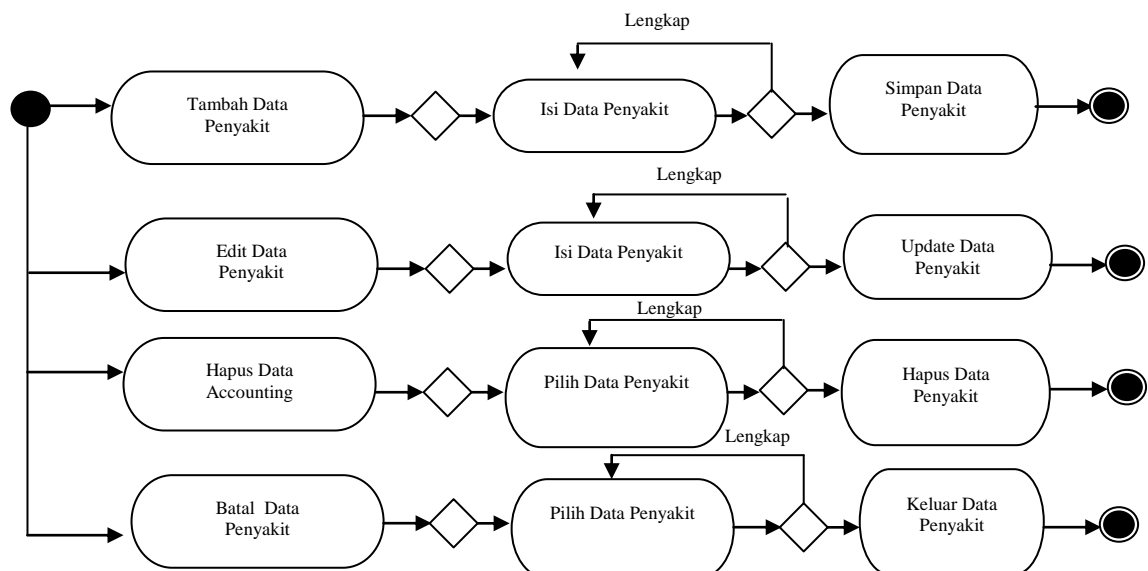 Lengkap
Tambah Data
Penyakit
Isi Data Penyakit
Simpan Data
Penyakit
Lengkap
Edit Data
Penyakit
Isi Data Penyakit
Update Data
Penyakit
Lengkap
Hapus Data
Accounting
Pilih Data Penyakit
Hapus Data
Penyakit
Lengkap
Batal Data
Penyakit
Pilih Data Penyakit
Keluar Data
Penyakit